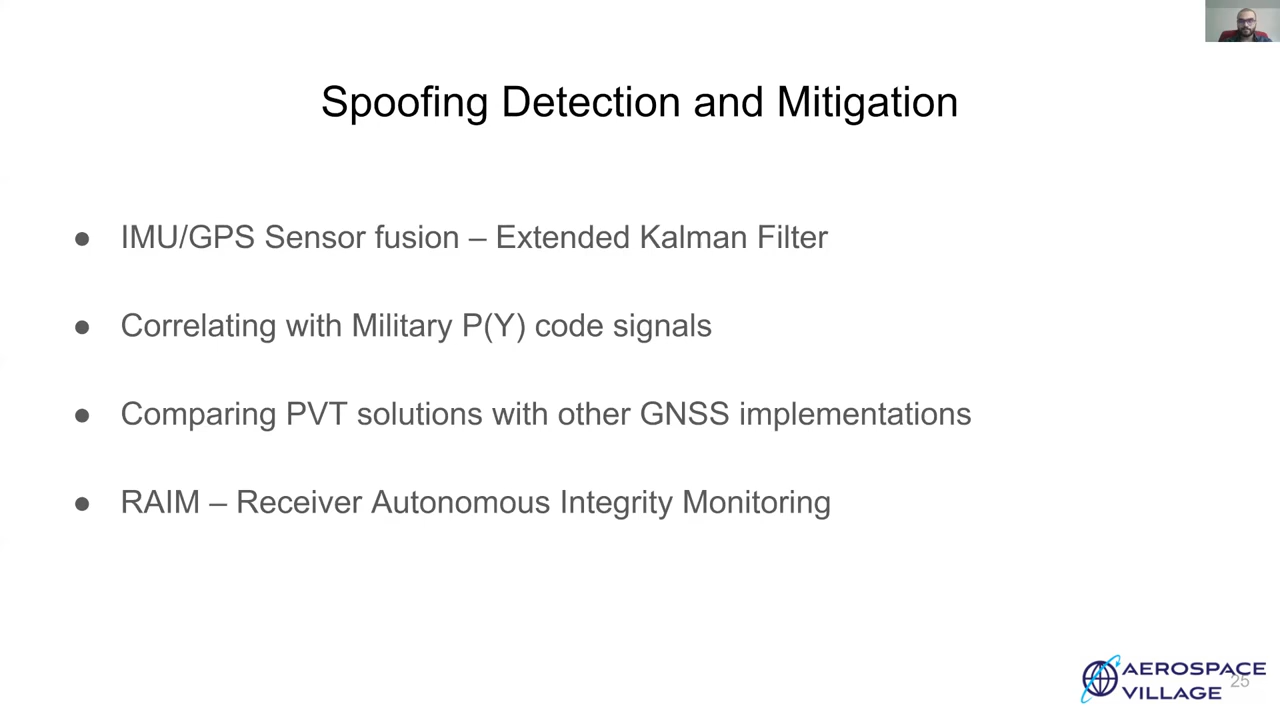 Spoofing Detection and Mitigation
● IMU/GPS Sensor fusion – Extended Kalman Filter
● Correlating with Military P(Y) code signals
● Comparing PVT solutions with other GNSS implementations
● RAIM – Receiver Autonomous Integrity Monitoring
AEROSPACE
VILLAGE
25